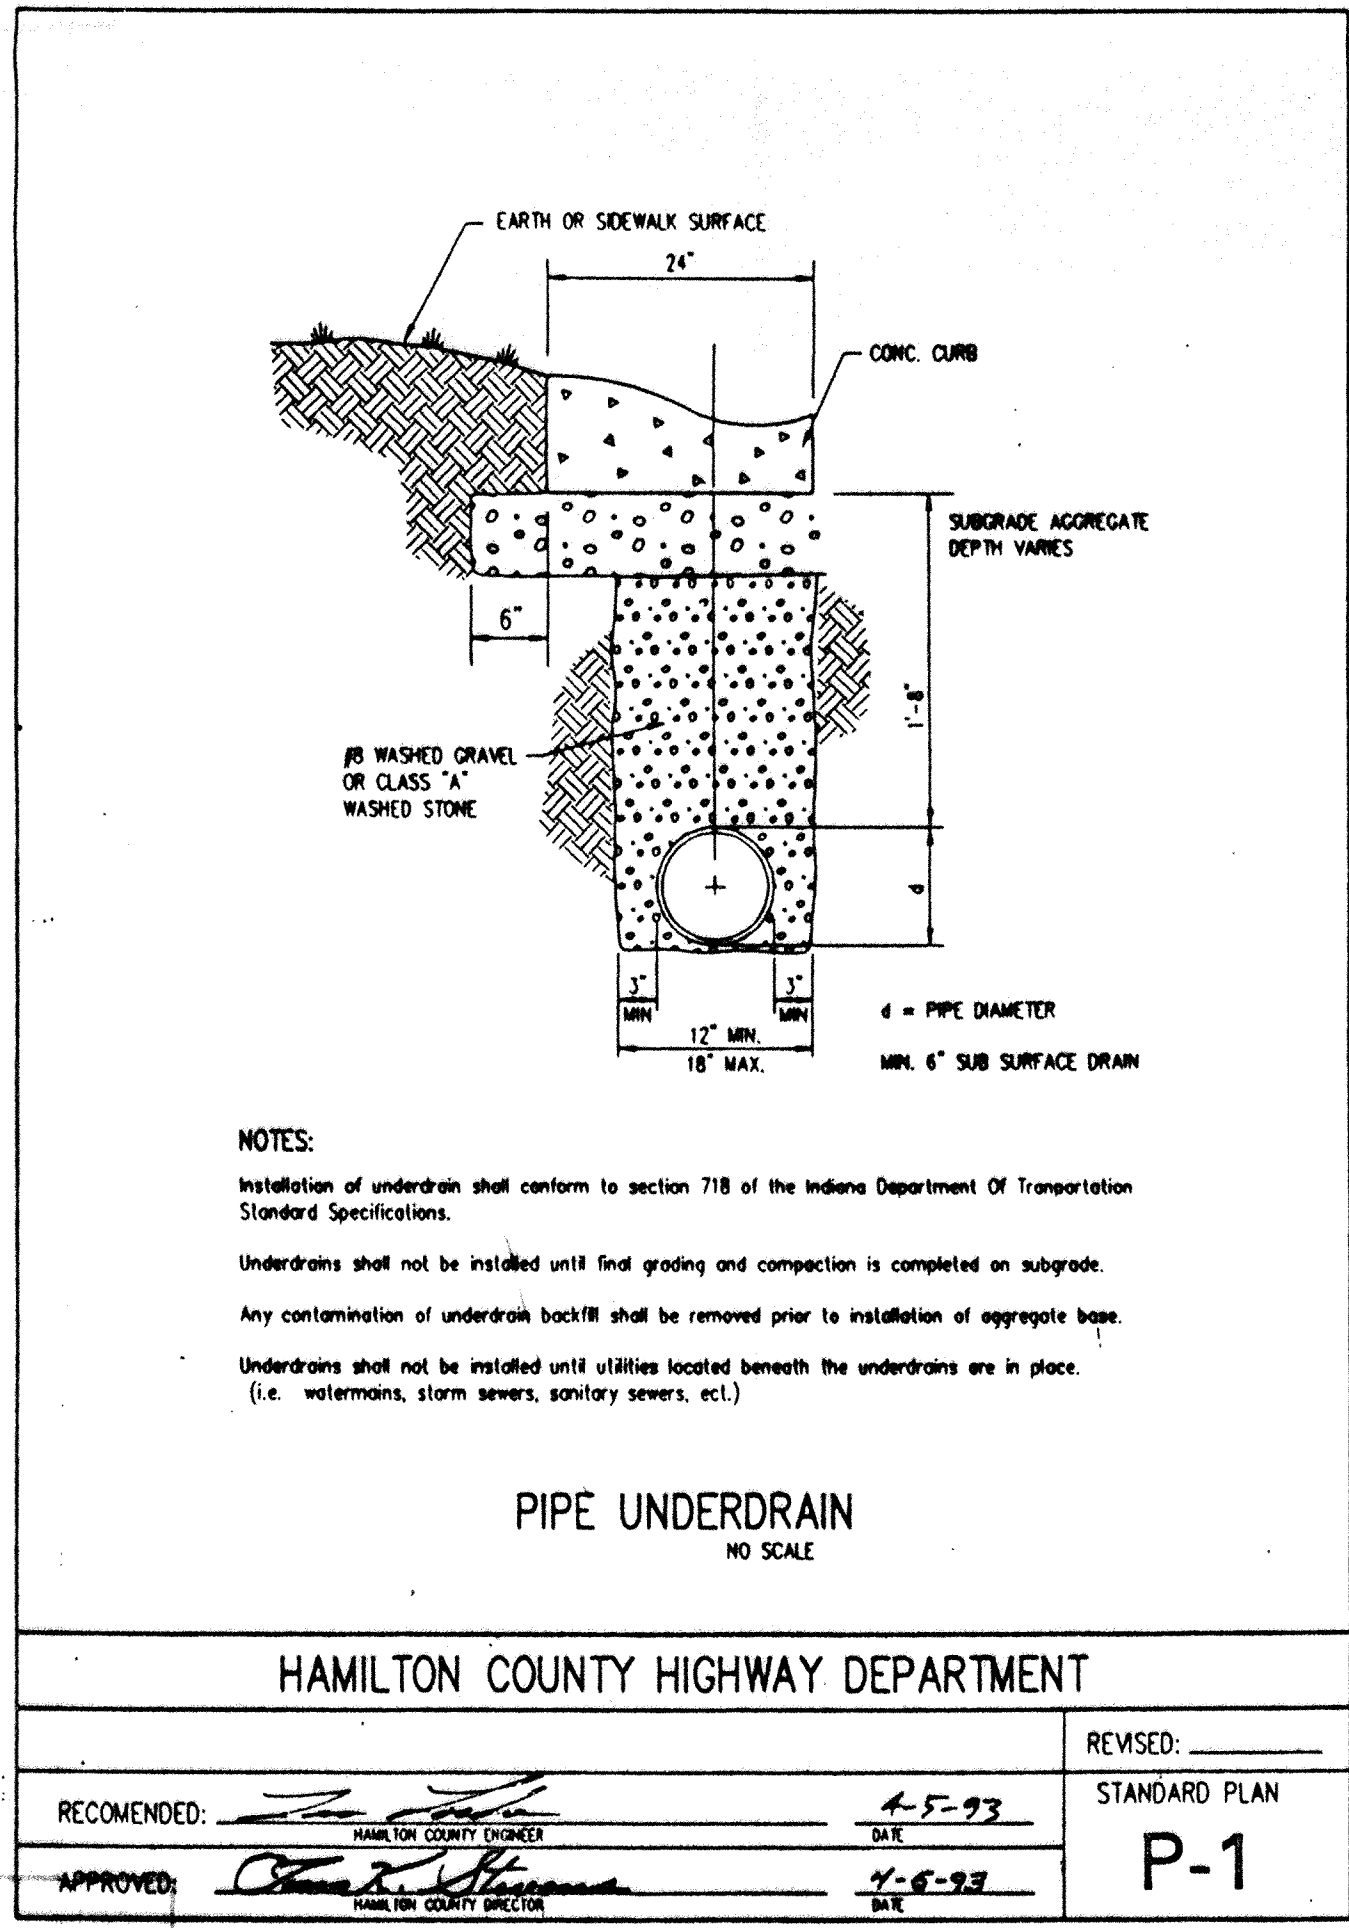 EARTH OR SIDEWALK SURFACE
24"
CONC. CURB
SUBGRADE AGGREGATE
DEPTH VARIES
6"
1'-8"
#8 WASHED GRAVEL
OR CLASS "A"
WASHED STONE
d
3"
MIN
3"
MIN
12" MIN.
18" MAX.
d = PIPE DIAMETER
MIN. 6" SUB SURFACE DRAIN
NOTES:
Installation of underdrain shall conform to section 718 of the Indiana Department Of Tranportation
Standard Specifications.
Underdrains shall not be installed until final grading and compaction is completed on subgrade.
Any contamination of underdrain backfill shall be removed prior to installation of aggregate base.
Underdrains shall not be installed until utilities located beneath the underdrains are in place.
(i.e. watermains, storm sewers, sanitary sewers, ect.)
PIPE UNDERDRAIN
NO SCALE
HAMILTON COUNTY HIGHWAY DEPARTMENT
REVISED:
STANDARD PLAN
P-1
RECOMENDED:
4-5-93
HAMILTON COUNTY ENGINEER
DATE
APPROVED:
K.
4-6-93
HAMILTON COUNTY DIRECTOR
DATE